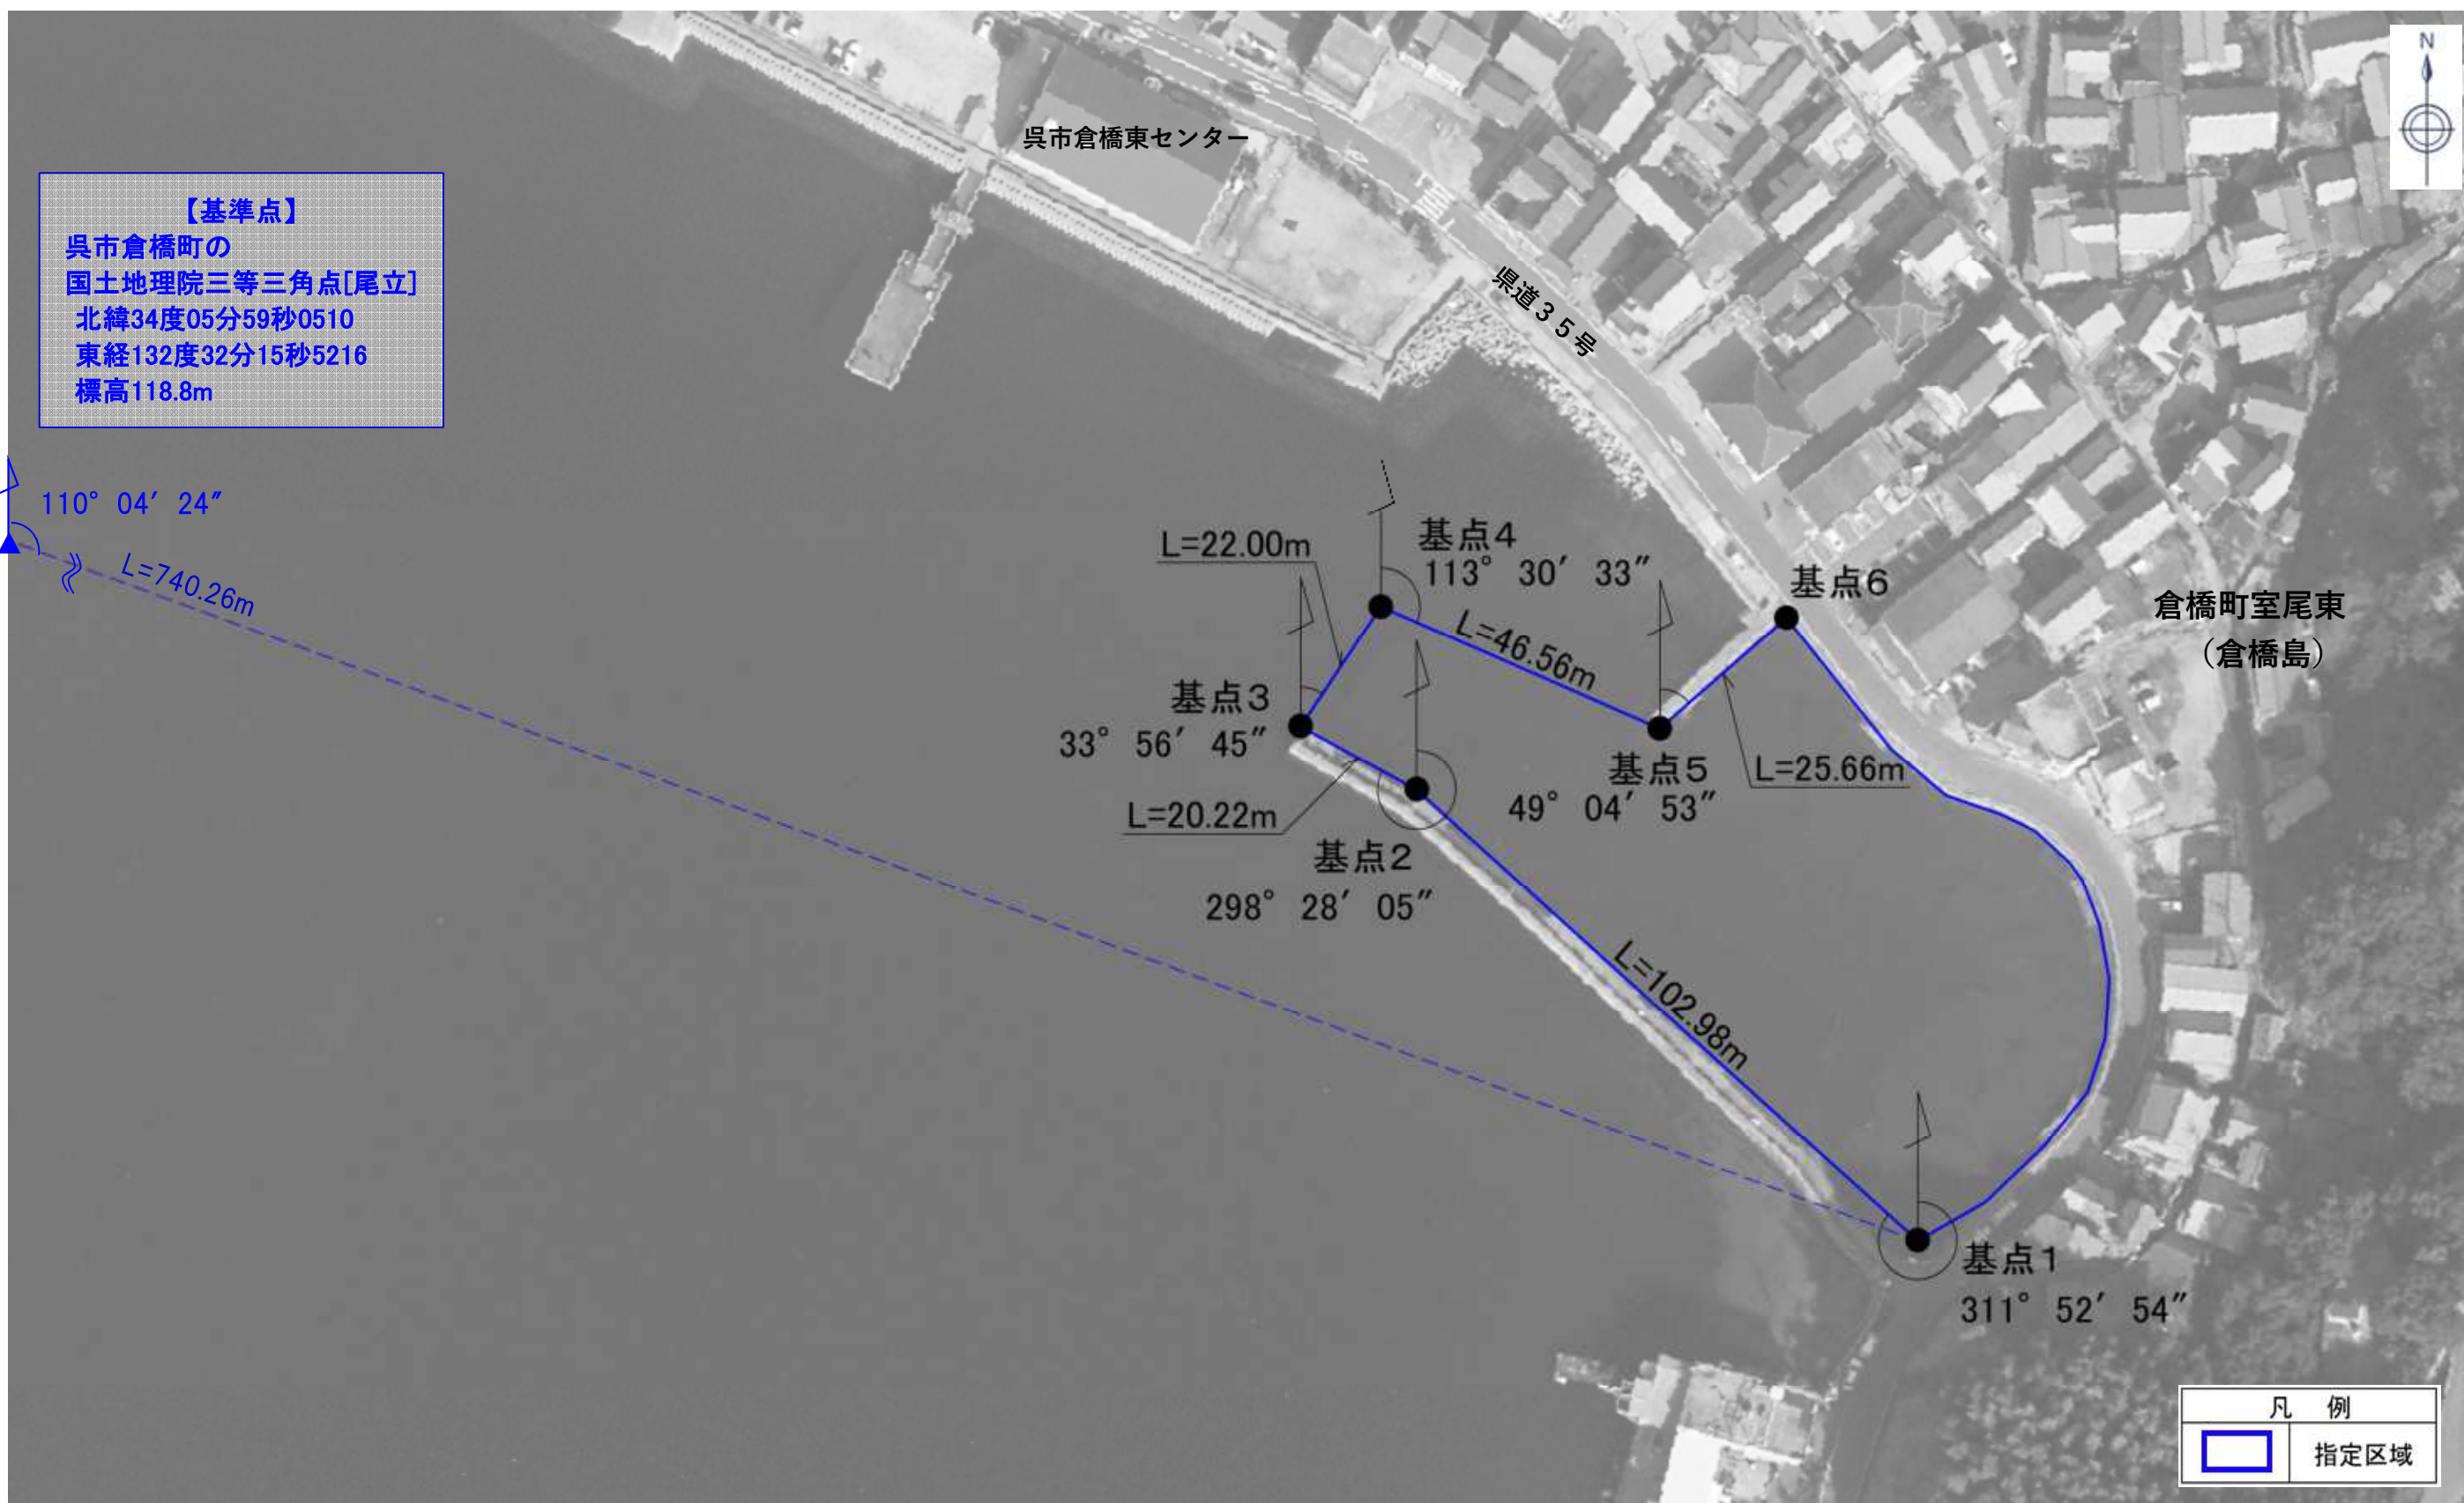 呉市倉橋東センター
N
【基準点】
呉市倉橋町の
国土地理院三等三角点[尾立]
北緯34度05分59秒0510
東経132度32分15秒5216
標高118.8m
県道35号
110° 04′ 24″
L=740.26m
L=22.00m
基点4
113° 30′ 33″
基点6
倉橋町室尾東
（倉橋島）
L=46.56m
基点3
33° 56′ 45″
基点5
L=25.66m
49° 04′ 53″
L=20.22m
基点2
298° 28′ 05″
L=102.98m
基点1
311° 52′ 54″
凡 例
指定区域